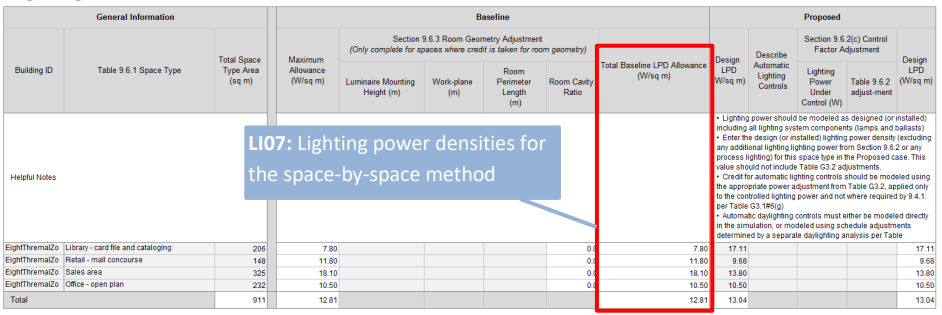 General Information
Baseline
Proposed
Building ID
Table 9.6.1 Space Type
Total Space
Type Area
(sq m)
Maximum
Allowance
(W/sq m)
Section 9.6.3 Room Geometry Adjustment
(Only complete for spaces where credit is taken for room geometry)
Luminaire Mounting
Height (m)
Work-plane
(m)
Room
Perimeter
Length
(m)
Room Cavity
Ratio
Total Baseline LPD Allowance
(W/sq m)
Design
LPD
(W/sq m)
Describe
Automatic
Lighting
Controls
Section 9.6.2(c) Control
Factor Adjustment
Lighting
Power
Under
Control (W)
Table 9.6.2
adjust-ment
Design
LPD
(W/sq m)
Helpful Notes
LI07: Lighting power densities for
the space-by-space method
• Lighting power should be modeled as designed (or installed)
including all lighting system components (lamps and ballasts)
• Enter the design (or installed) lighting power density (excluding
any additional lighting lighting power from Section 9.6.2 or any
process lighting) for this space type in the Proposed case. This
value should not include Table G3.2 adjustments.
• Credit for automatic lighting controls should be modeled using
the appropriate power adjustment from Table G3.2, applied only
to the controlled lighting power and not where required by 9.4.1.
per Table G3.1#6(g)
• Automatic daylighting controls must either be modeled directly
in the simulation, or modeled using schedule adjustments
determined by a separate daylighting analysis per Table
EightThremalZo Library - card file and cataloging 206 7.80 0.0 7.80 17.11 17.11
EightThremalZo Retail - mall concourse 148 11.80 0.0 11.80 9.68 9.68
EightThremalZo Sales area 325 18.10 0.0 18.10 13.80 13.80
EightThremalZo Office - open plan 232 10.50 0.0 10.50 10.50 10.50
Total 911 12.81 12.81 13.04 13.04